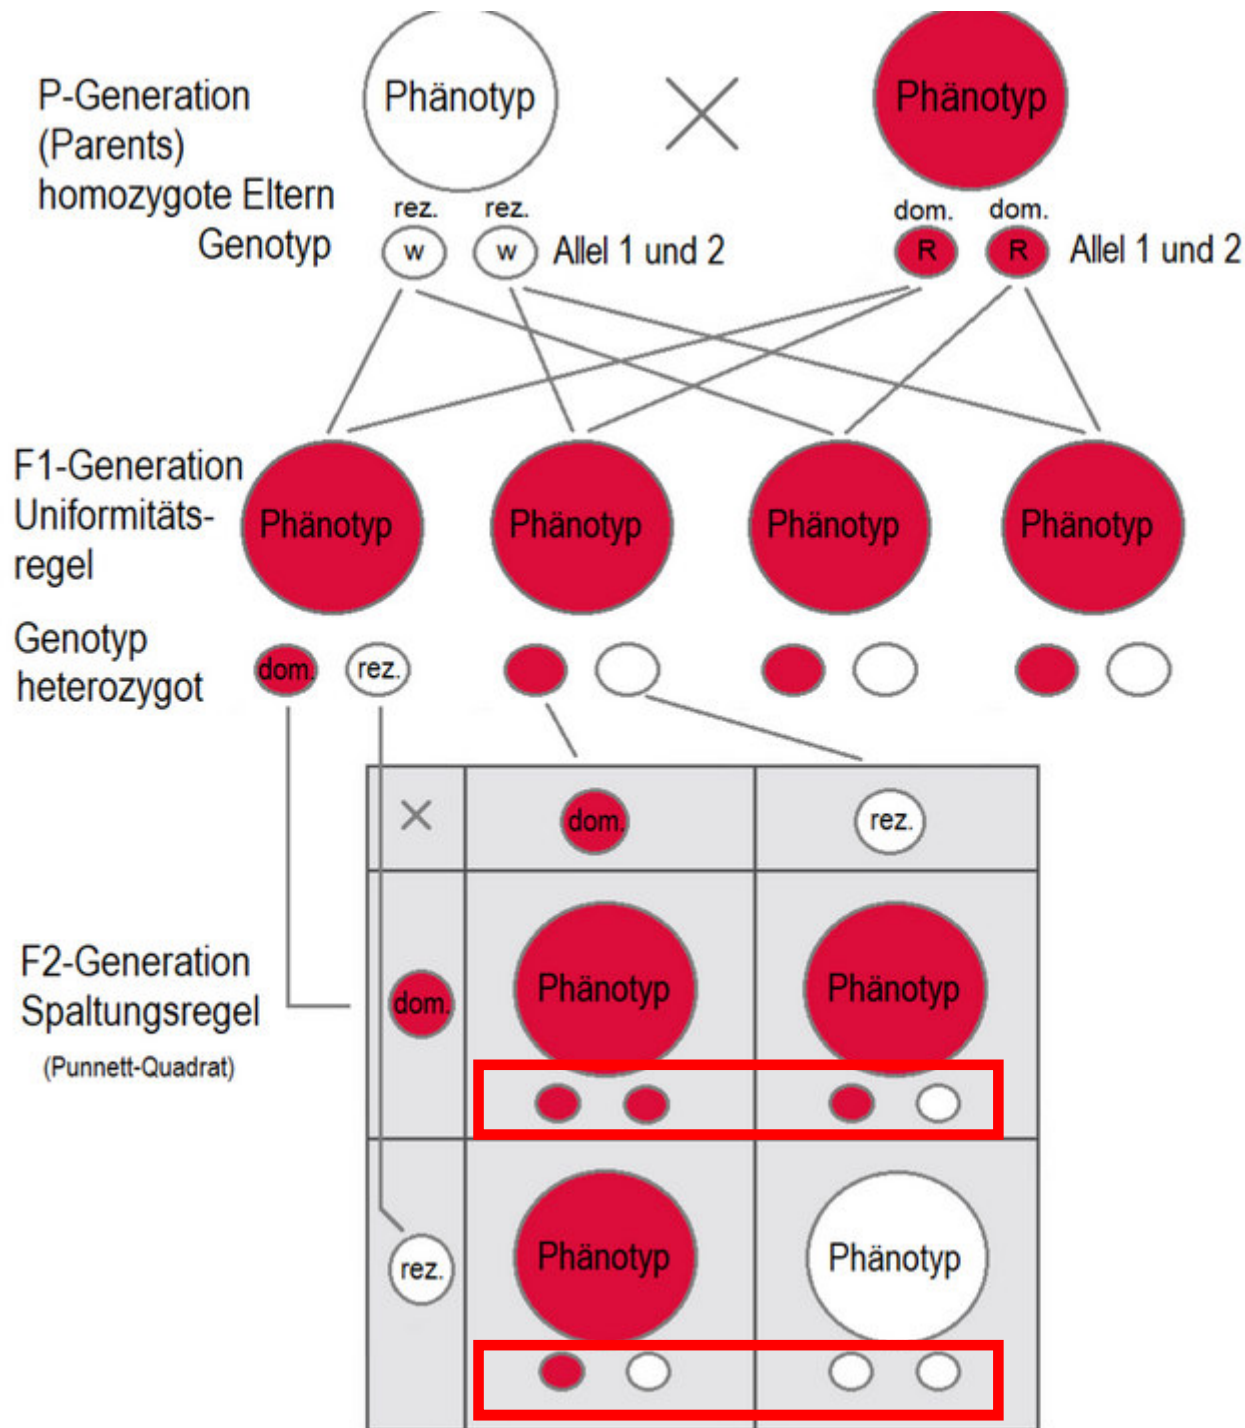 P-Generation
(Parents)
homozygote Eltern
Genotyp
Phänotyp
Phänotyp
rez. rez.
w w Allel 1 und 2
dom. dom.
R R Allel 1 und 2
F1-Generation
Uniformitäts-
regel
Phänotyp Phänotyp Phänotyp Phänotyp
Genotyp
heterozygot
dom. rez.
dom. rez.
F2-Generation
Spaltungsregel
(Punnett-Quadrat)
dom. Phänotyp Phänotyp
rez. Phänotyp Phänotyp